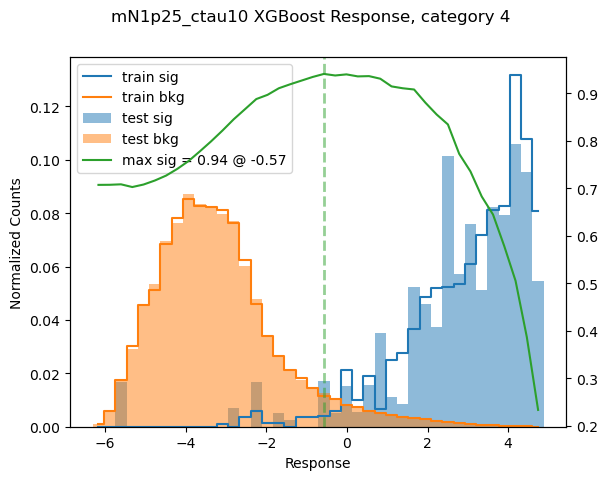 mN1p25_ctau10 XGBoost Response, category 4
train sig
train bkg
test sig
test bkg
max sig = 0.94 @ -0.57
Normalized Counts
0.12
0.10
0.08
0.06
0.04
0.02
0.00
0.9
0.8
0.7
0.6
0.5
0.4
0.3
0.2
−6 −4 −2 0 2 4
Response